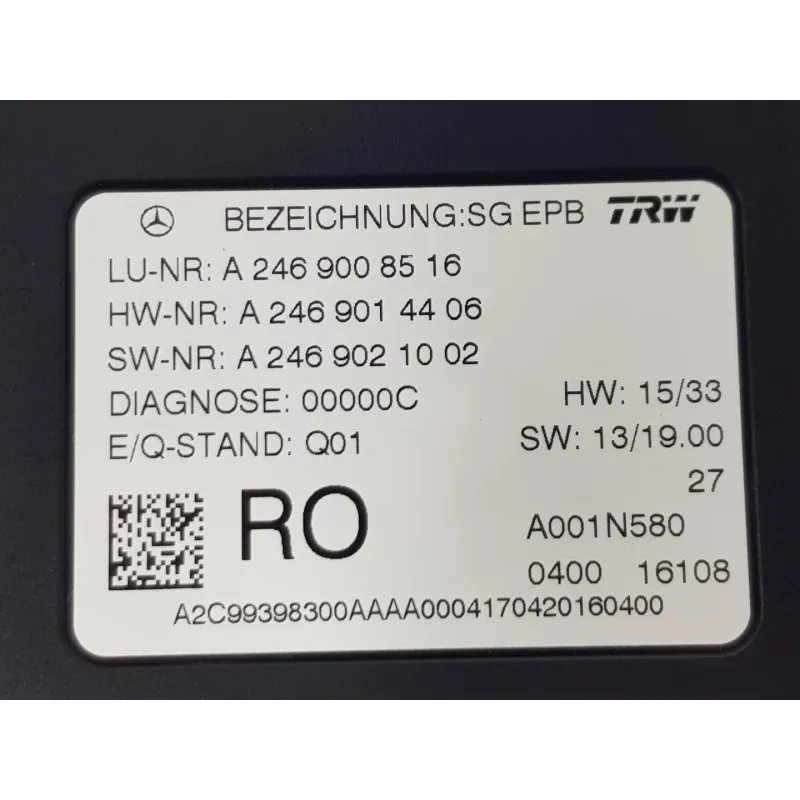 BEZEICHNUNG:SG EPB TRW
LU-NR: A 246 900 85 16
HW-NR: A 246 901 44 06
SW-NR: A 246 902 10 02
DIAGNOSE: 00000C HW: 15/33
E/Q-STAND: Q01 SW: 13/19.00
27
RO A001N580
0400 16108
A2C99398300AAAA0004170420160400